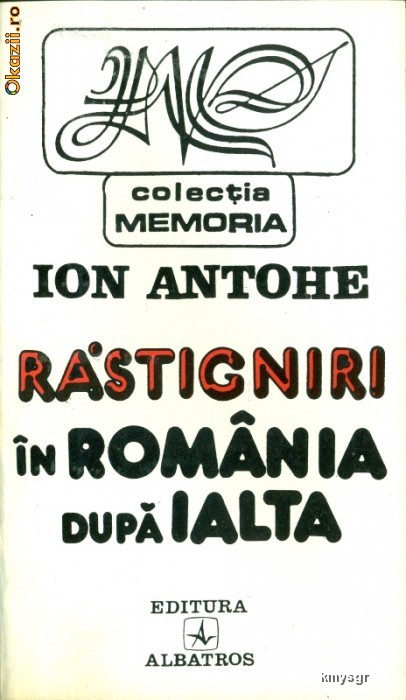 Okazii.ro
colecția
MEMORIA
ION ANTOHE
RĂSTIGNIRI
ÎN ROMÂNIA
DUPĂ IALTA
EDITURA
ALBATROS
kmysgr